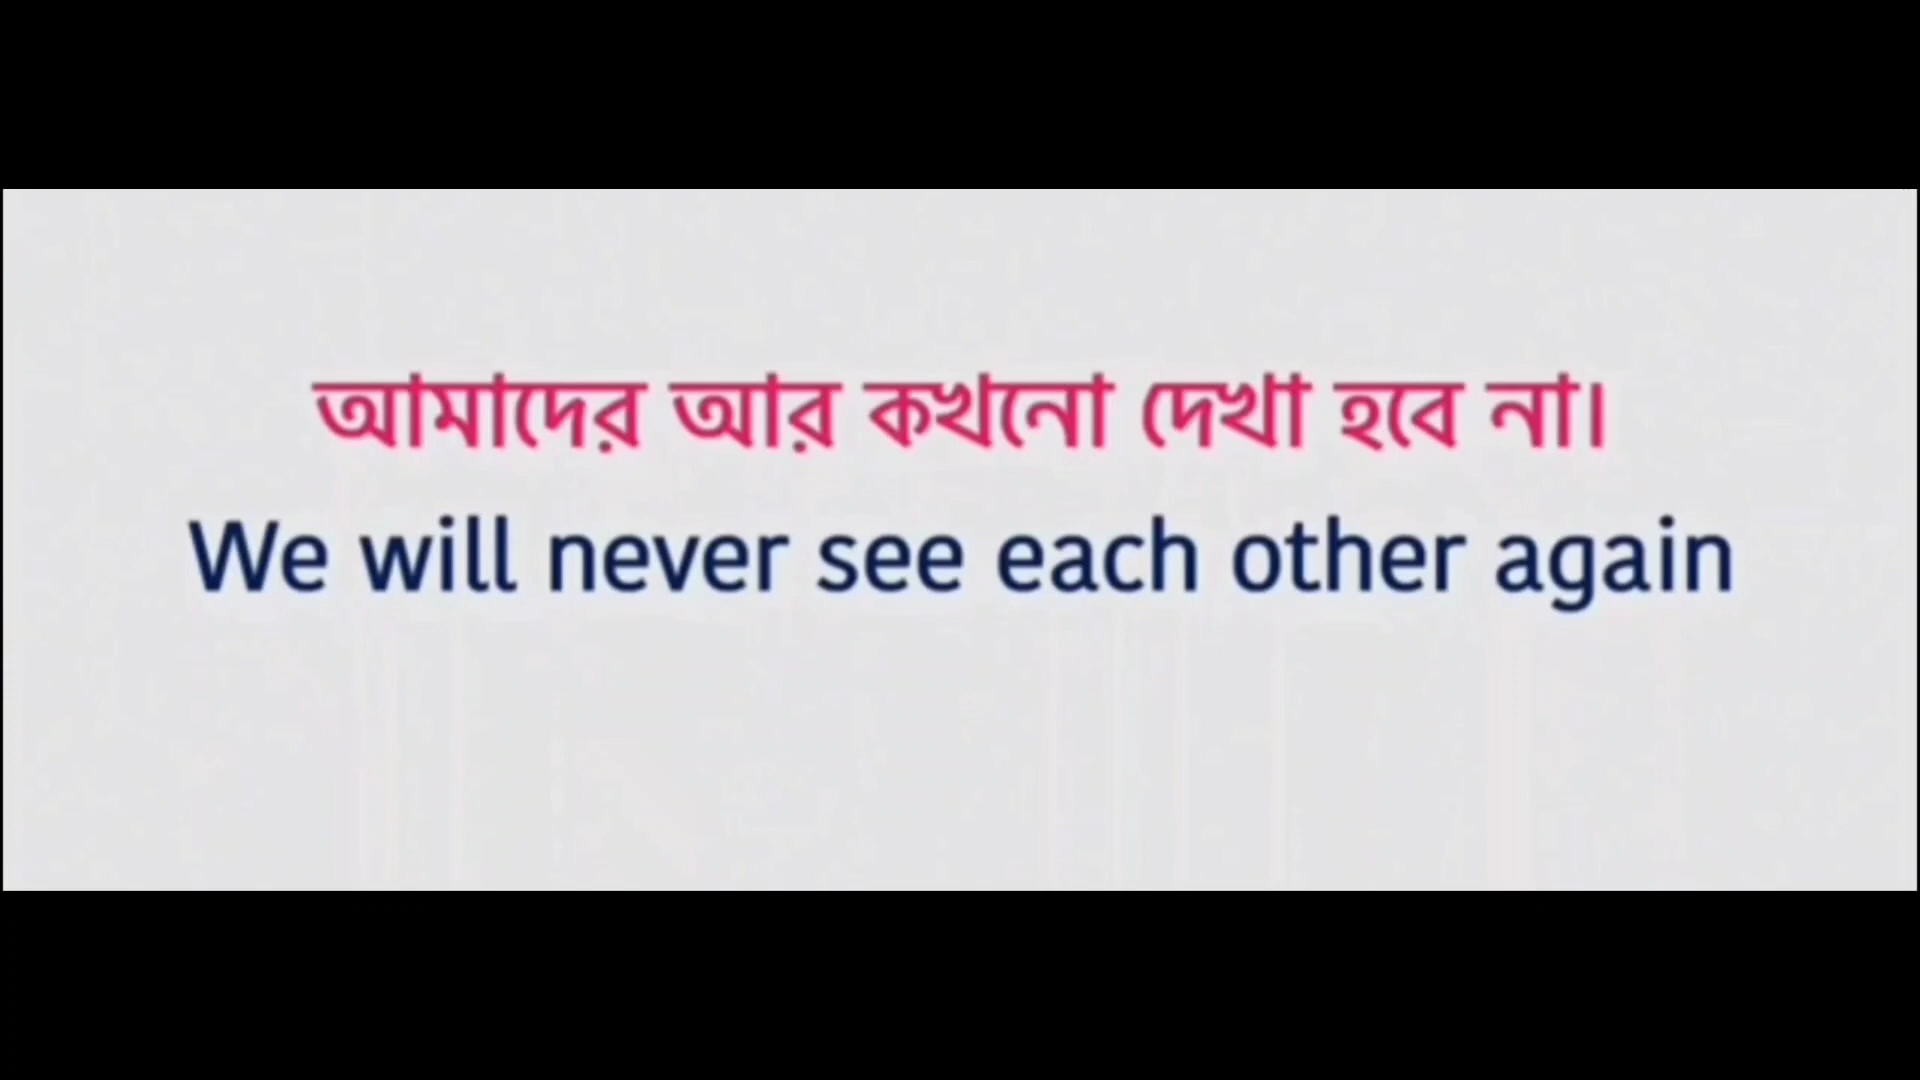 আমাদের আর কখনো দেখা হবে না।
We will never see each other again